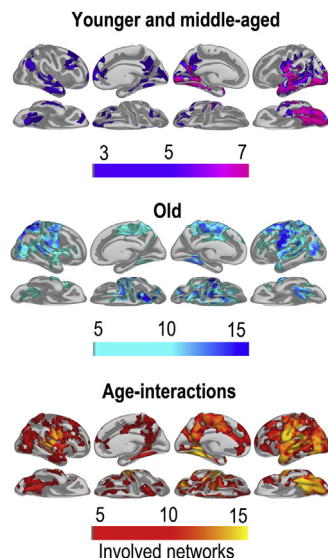 Younger and middle-aged
3 5 7
Old
5 10 15
Age-interactions
5 10 15
Involved networks